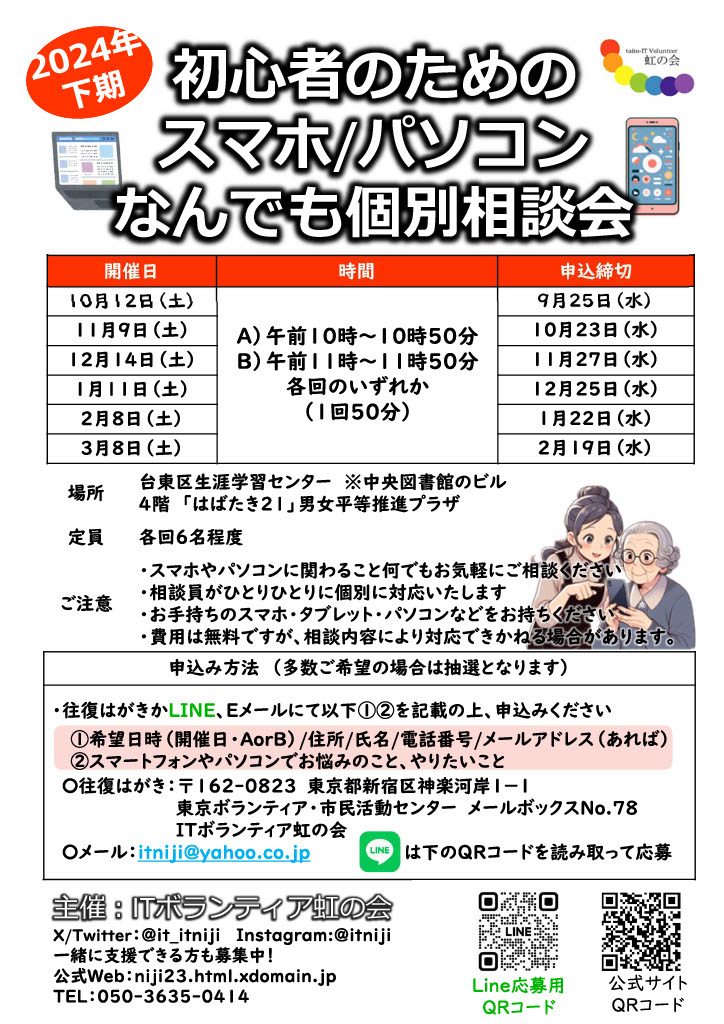 2024年
下期
初心者のための
スマホ/パソコン
なんでも個別相談会
taito-IT Volunteer
虹の会
開催日 時間 申込締切
10月12日(土) 9月25日(水)
11月9日(土) 10月23日(水)
12月14日(土) 11月27日(水)
1月11日(土) 12月25日(水)
2月8日(土) 1月22日(水)
3月8日(土) 2月19日(水)
A)午前10時~10時50分
B)午前11時~11時50分
各回のいずれか
(1回50分)
場所 台東区生涯学習センター ※中央図書館のビル
4階 「はばたき21」男女平等推進プラザ
定員 各回6名程度
ご注意
・スマホやパソコンに関わること何でもお気軽にご相談ください
・相談員がひとりひとりに個別に対応いたします
・お手持ちのスマホ・タブレット・パソコンなどをお持ちください
・費用は無料ですが、相談内容により対応できかねる場合があります。
申込み方法 (多数ご希望の場合は抽選となります)
・往復はがきかLINE、Eメールにて以下①②を記載の上、申込みください
①希望日時(開催日・AorB)/住所/氏名/電話番号/メールアドレス(あれば)
②スマートフォンやパソコンでお悩みのこと、やりたいこと
〇往復はがき:〒162-0823 東京都新宿区神楽河岸1-1
東京ボランティア・市民活動センター メールボックスNo.78
ITボランティア虹の会
〇メール:itniji@yahoo.co.jp
LINE は下のQRコードを読み取って応募
主催:ITボランティア虹の会
X/Twitter:@it_itniji Instagram:@itniji
一緒に支援できる方も募集中!
公式Web:niji23.html.xdomain.jp
TEL:050-3635-0414
LINE
Line応募用
QRコード
公式サイト
QRコード